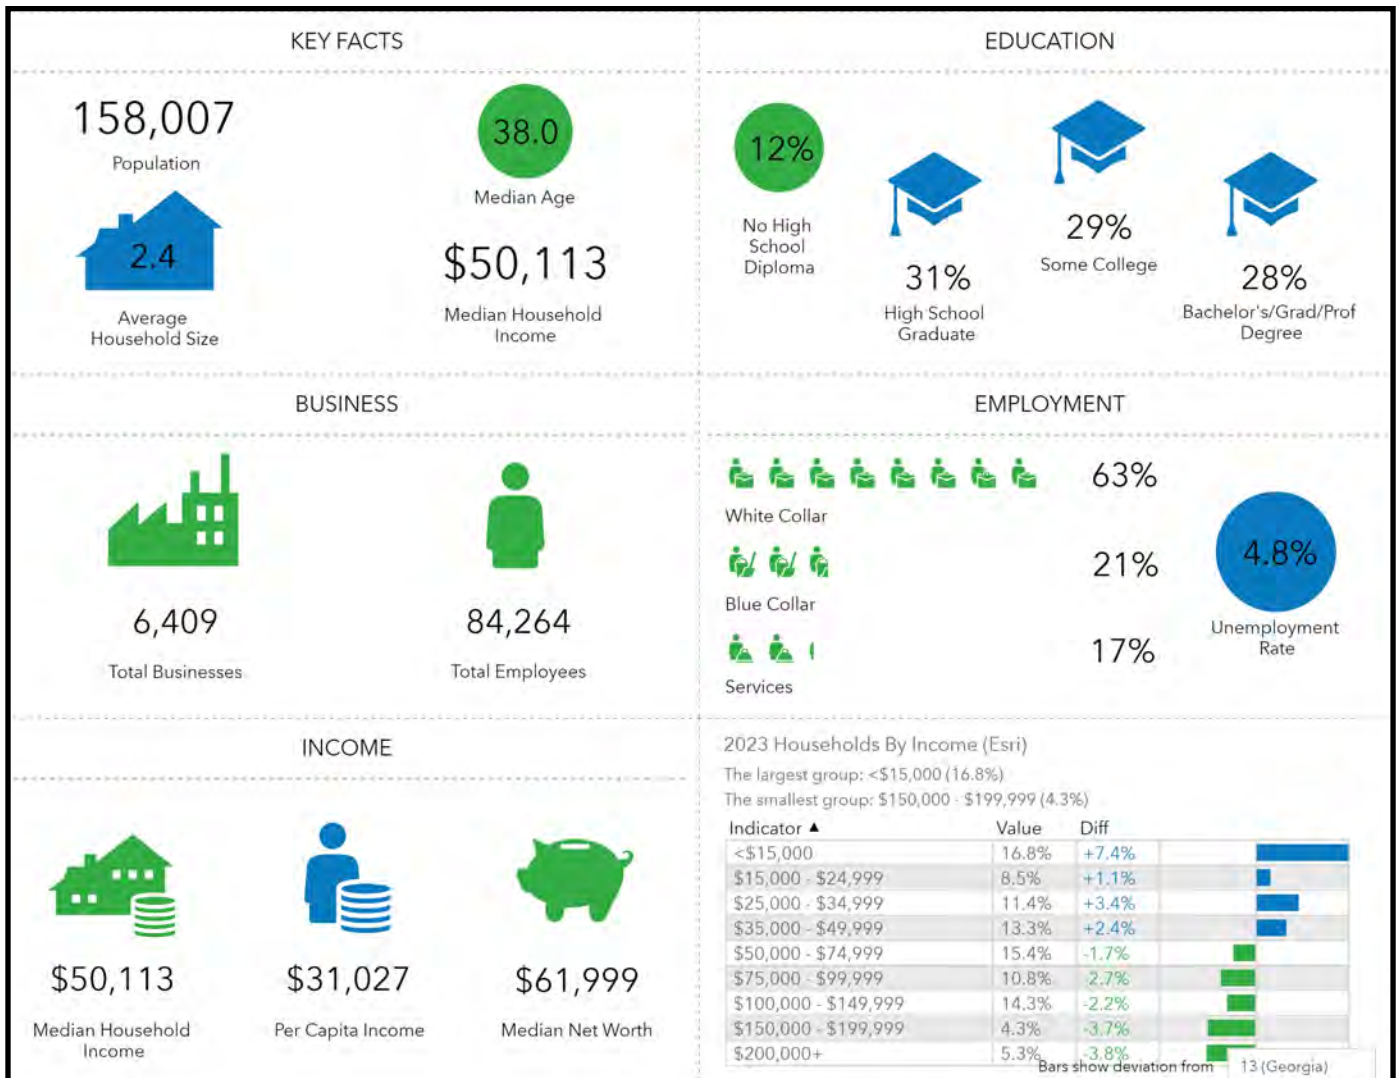 KEY FACTS
158,007
Population
38.0
Median Age
2.4
Average
Household Size
$50,113
Median Household
Income
EDUCATION
12%
No High
School
Diploma
31%
High School
Graduate
29%
Some College
28%
Bachelor's/Grad/Prof
Degree
BUSINESS
6,409
Total Businesses
84,264
Total Employees
EMPLOYMENT
63%
White Collar
21%
Blue Collar
17%
Services
4.8%
Unemployment
Rate
INCOME
$50,113
Median Household
Income
$31,027
Per Capita Income
$61,999
Median Net Worth
2023 Households By Income (Esri)
The largest group: <$15,000 (16.8%)
The smallest group: $150,000 - $199,999 (4.3%)
Indicator ▲ Value Diff
<$15,000 16.8% +7.4%
$15,000 - $24,999 8.5% +1.1%
$25,000 - $34,999 11.4% +3.4%
$35,000 - $49,999 13.3% +2.4%
$50,000 - $74,999 15.4% -1.7%
$75,000 - $99,999 10.8% -2.7%
$100,000 - $149,999 14.3% -2.2%
$150,000 - $199,999 4.3% -3.7%
$200,000+ 5.3% -3.8%
Bars show deviation from 13 (Georgia)